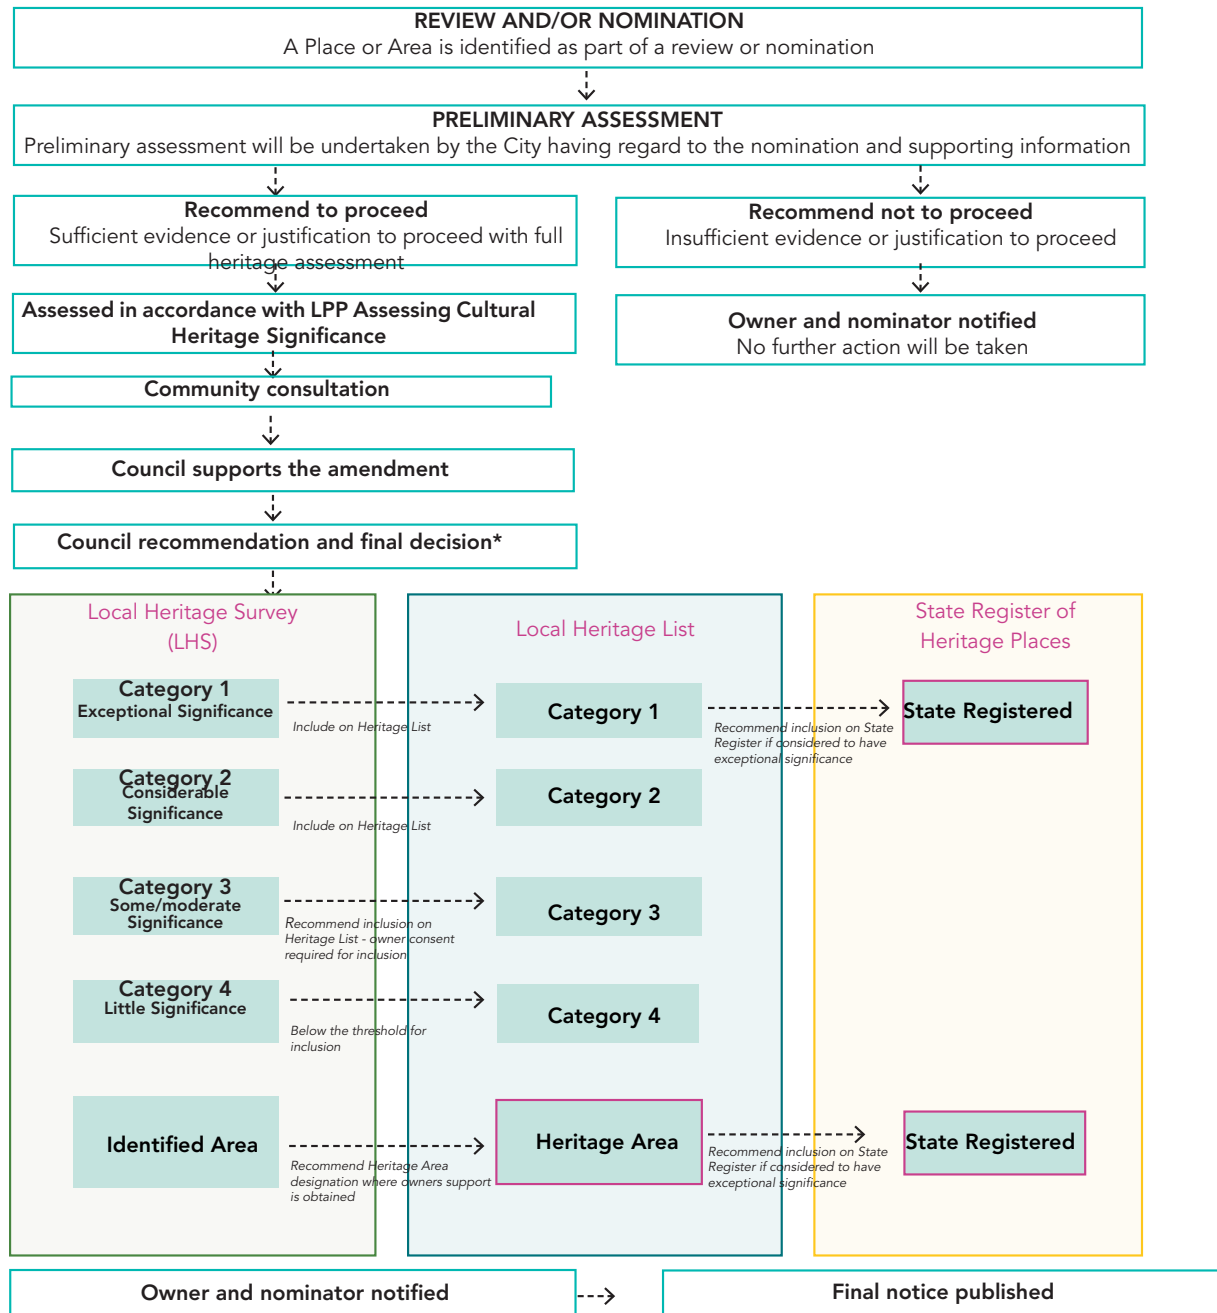 REVIEW AND/OR NOMINATION
A Place or Area is identified as part of a review or nomination
PRELIMINARY ASSESSMENT
Preliminary assessment will be undertaken by the City having regard to the nomination and supporting information
Recommend to proceed
Sufficient evidence or justification to proceed with full
heritage assessment
Recommend not to proceed
Insufficient evidence or justification to proceed
Assessed in accordance with LPP Assessing Cultural
Heritage Significance
Owner and nominator notified
No further action will be taken
Community consultation
Council supports the amendment
Council recommendation and final decision*
Local Heritage Survey
(LHS)
Local Heritage List
State Register of
Heritage Places
Category 1
Exceptional Significance
Include on Heritage List
Category 1
Recommend inclusion on State
Register if considered to have
exceptional significance
State Registered
Category 2
Considerable
Significance
Include on Heritage List
Category 2
Category 3
Some/moderate
Significance
Recommend inclusion on
Heritage List - owner consent
required for inclusion
Category 3
Category 4
Little Significance
Below the threshold for
inclusion
Category 4
Identified Area
Recommend Heritage Area
designation where owners support
is obtained
Heritage Area
Recommend inclusion on State
Register if considered to have
exceptional significance
State Registered
Owner and nominator notified
Final notice published